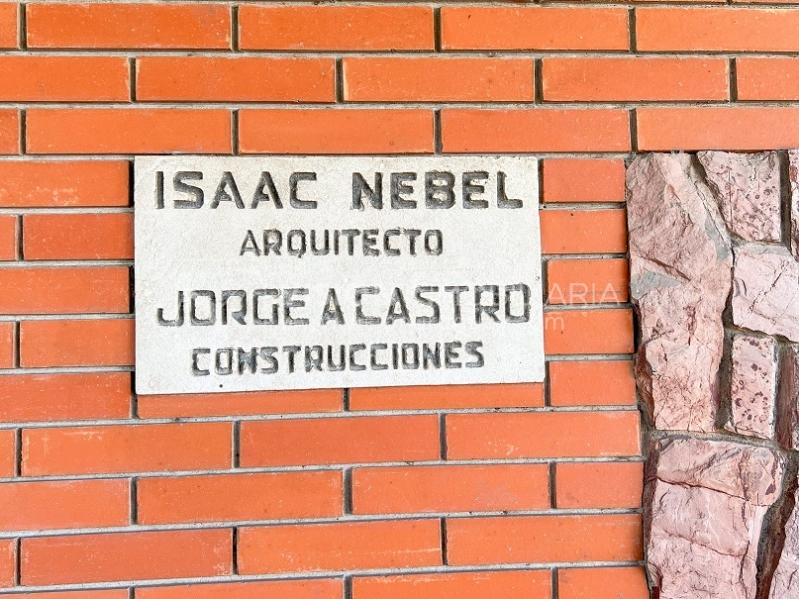 ISAAC NEBEL
ARQUITECTO
JORGE A CASTRO
CONSTRUCCIONES